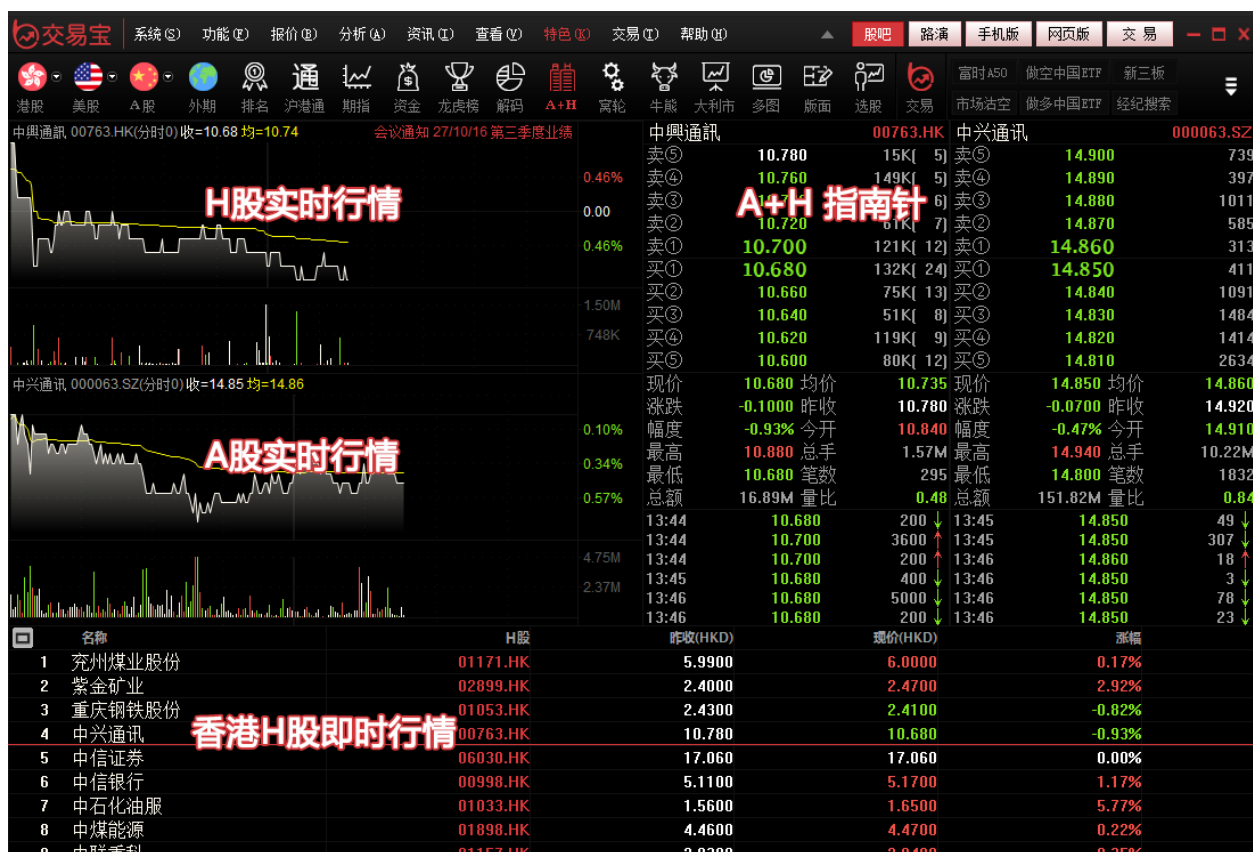 交易宝 系统(S) 功能(F) 报价(B) 分析(A) 资讯(I) 查看(V) 特色(K) 交易(T) 帮助(H) 股吧 路演 手机版 网页版 交 易
富时A50 做空中国ETF 新三板
港股 美股 A股 外期 排名 沪港通 期指 资金 龙虎榜 解码 A+H 窝轮 牛熊 大利市 多图 版面 选股 交易 市场沽空 做多中国ETF 经纪搜索
中興通訊 00763.HK(分时0) 收=10.68 均=10.74 会议通知 27/10/16 第三季度业绩
0.46%
0.00
0.46%
H股实时行情
1.50M
748K
中兴通讯 000063.SZ(分时0) 收=14.85 均=14.86
0.10%
0.34%
0.57%
A股实时行情
4.75M
2.37M
中興通訊 00763.HK 中兴通讯 000063.SZ
卖⑤ 10.780 15K( 5) 卖⑤ 14.900 739
卖④ 10.760 149K( 5) 卖④ 14.890 397
卖③ 6) 卖③ 14.880 1011
A+H 指南针
卖② 10.720 61K( 7) 卖② 14.870 585
卖① 10.700 121K( 12) 卖① 14.860 313
买① 10.680 132K( 24) 买① 14.850 411
买② 10.660 75K( 13) 买② 14.840 1091
买③ 10.640 51K( 8) 买③ 14.830 1484
买④ 10.620 119K( 9) 买④ 14.820 1414
买⑤ 10.600 80K( 12) 买⑤ 14.810 2634
现价 10.680 均价 10.735 现价 14.850 均价 14.860
涨跌 -0.1000 昨收 10.780 涨跌 -0.0700 昨收 14.920
幅度 -0.93% 今开 10.840 幅度 -0.47% 今开 14.910
最高 10.880 总手 1.57M 最高 14.940 总手 10.22M
最低 10.680 笔数 295 最低 14.800 笔数 1832
总额 16.89M 量比 0.48 总额 151.82M 量比 0.84
13:44 10.680 200 ↓ 13:45 14.850 49 ↓
13:44 10.700 3600 ↑ 13:45 14.850 307 ↓
13:44 10.700 200 ↑ 13:46 14.860 18 ↑
13:45 10.680 400 ↓ 13:46 14.850 3 ↓
13:46 10.680 5000 ↓ 13:46 14.850 78 ↓
13:46 10.680 200 ↓ 13:46 14.850 23 ↓
名称 H股 昨收(HKD) 现价(HKD) 涨幅
1 兖州煤业股份 01171.HK 5.9900 6.0000 0.17%
2 紫金矿业 02899.HK 2.4000 2.4700 2.92%
3 重庆钢铁股份 01053.HK 2.4300 2.4100 -0.82%
4 中兴通讯 00763.HK 10.780 10.680 -0.93%
香港H股即时行情
5 中信证券 06030.HK 17.060 17.060 0.00%
6 中信银行 00998.HK 5.1100 5.1700 1.17%
7 中石化油服 01033.HK 1.5600 1.6500 5.77%
8 中煤能源 01898.HK 4.4600 4.4700 0.22%